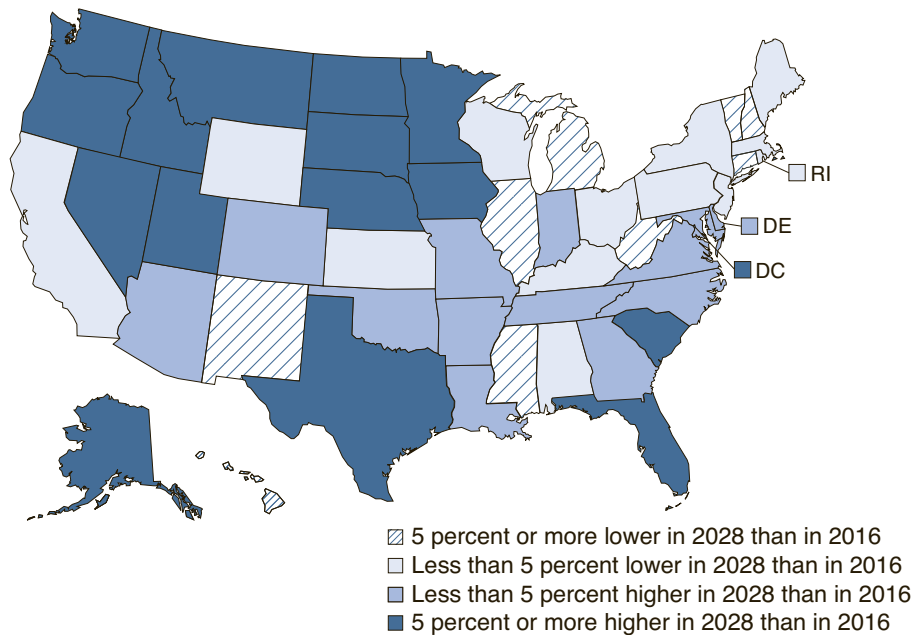 RI
DE
DC
5 percent or more lower in 2028 than in 2016
Less than 5 percent lower in 2028 than in 2016
Less than 5 percent higher in 2028 than in 2016
5 percent or more higher in 2028 than in 2016